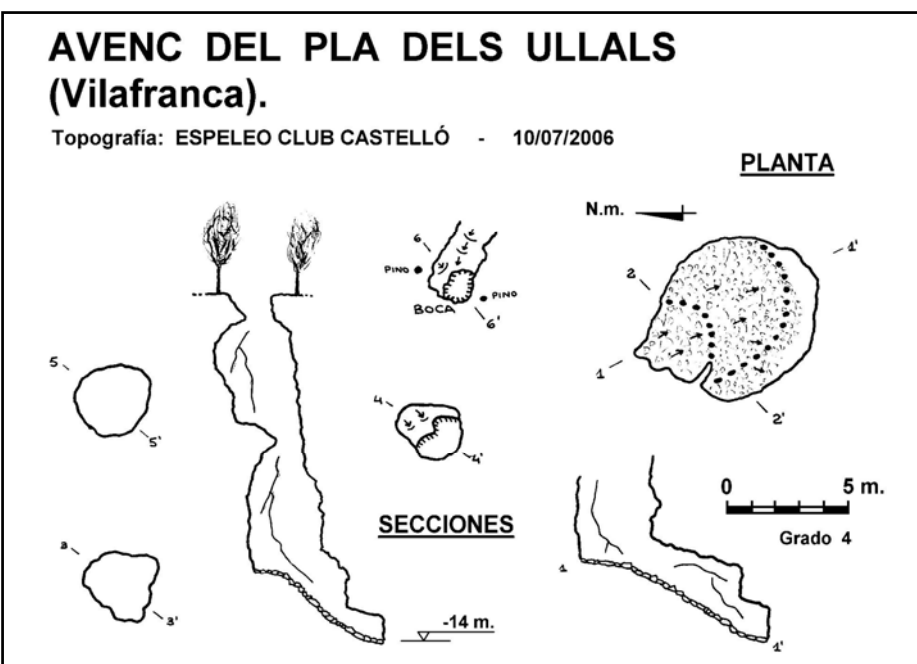 AVENC DEL PLA DELS ULLALS
(Vilafranca).
Topografía: ESPELEO CLUB CASTELLÓ - 10/07/2006
PLANTA
N.m.
1'
2
1
2'
6
PINO
PINO
BOCA
6'
5
5'
4
4'
0 5 m.
Grado 4
SECCIONES
3
3'
-14 m.
1
1'